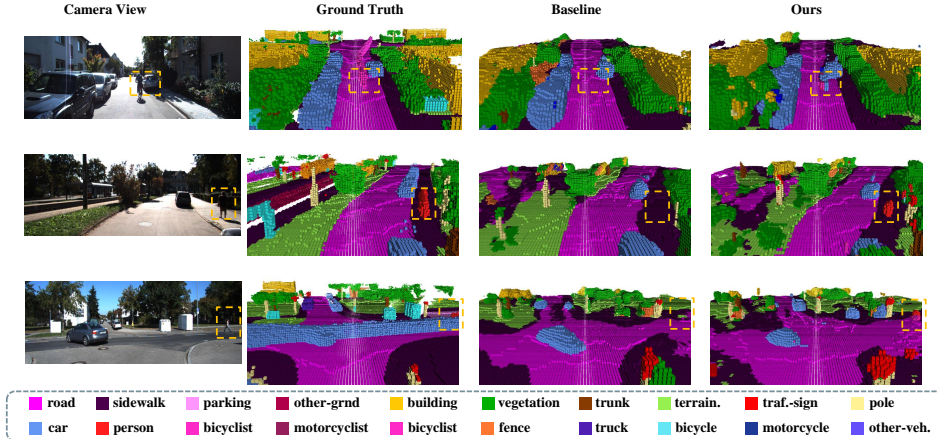 Camera View Ground Truth Baseline Ours
road sidewalk parking other-grnd building vegetation trunk terrain. traf.-sign pole
car person bicyclist motorcyclist bicyclist fence truck bicycle motorcycle other-veh.